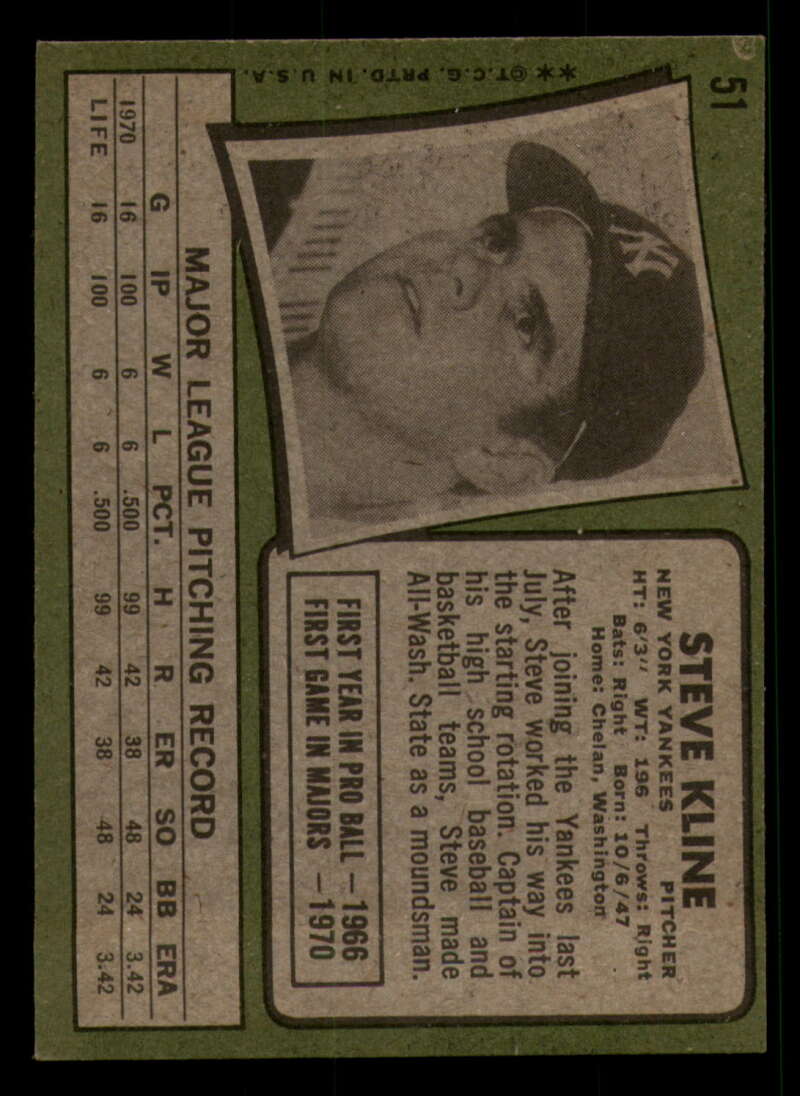 51
STEVE KLINE
NEW YORK YANKEES PITCHER
HT: 6'3" WT: 196 Throws: Right
Bats: Right Born: 10/6/47
Home: Chelan, Washington
After joining the Yankees last
July, Steve worked his way into
the starting rotation. Captain of
his high school baseball and
basketball teams, Steve made
All-Wash. State as a moundsman.
FIRST YEAR IN PRO BALL — 1966
FIRST GAME IN MAJORS — 1970
NY
MAJOR LEAGUE PITCHING RECORD
G IP W L PCT. H R ER SO BB ERA
1970 16 100 6 6 .500 99 42 38 48 24 3.42
LIFE 16 100 6 6 .500 99 42 38 48 24 3.42
**©T.C.G. PRTD. IN U.S.A.